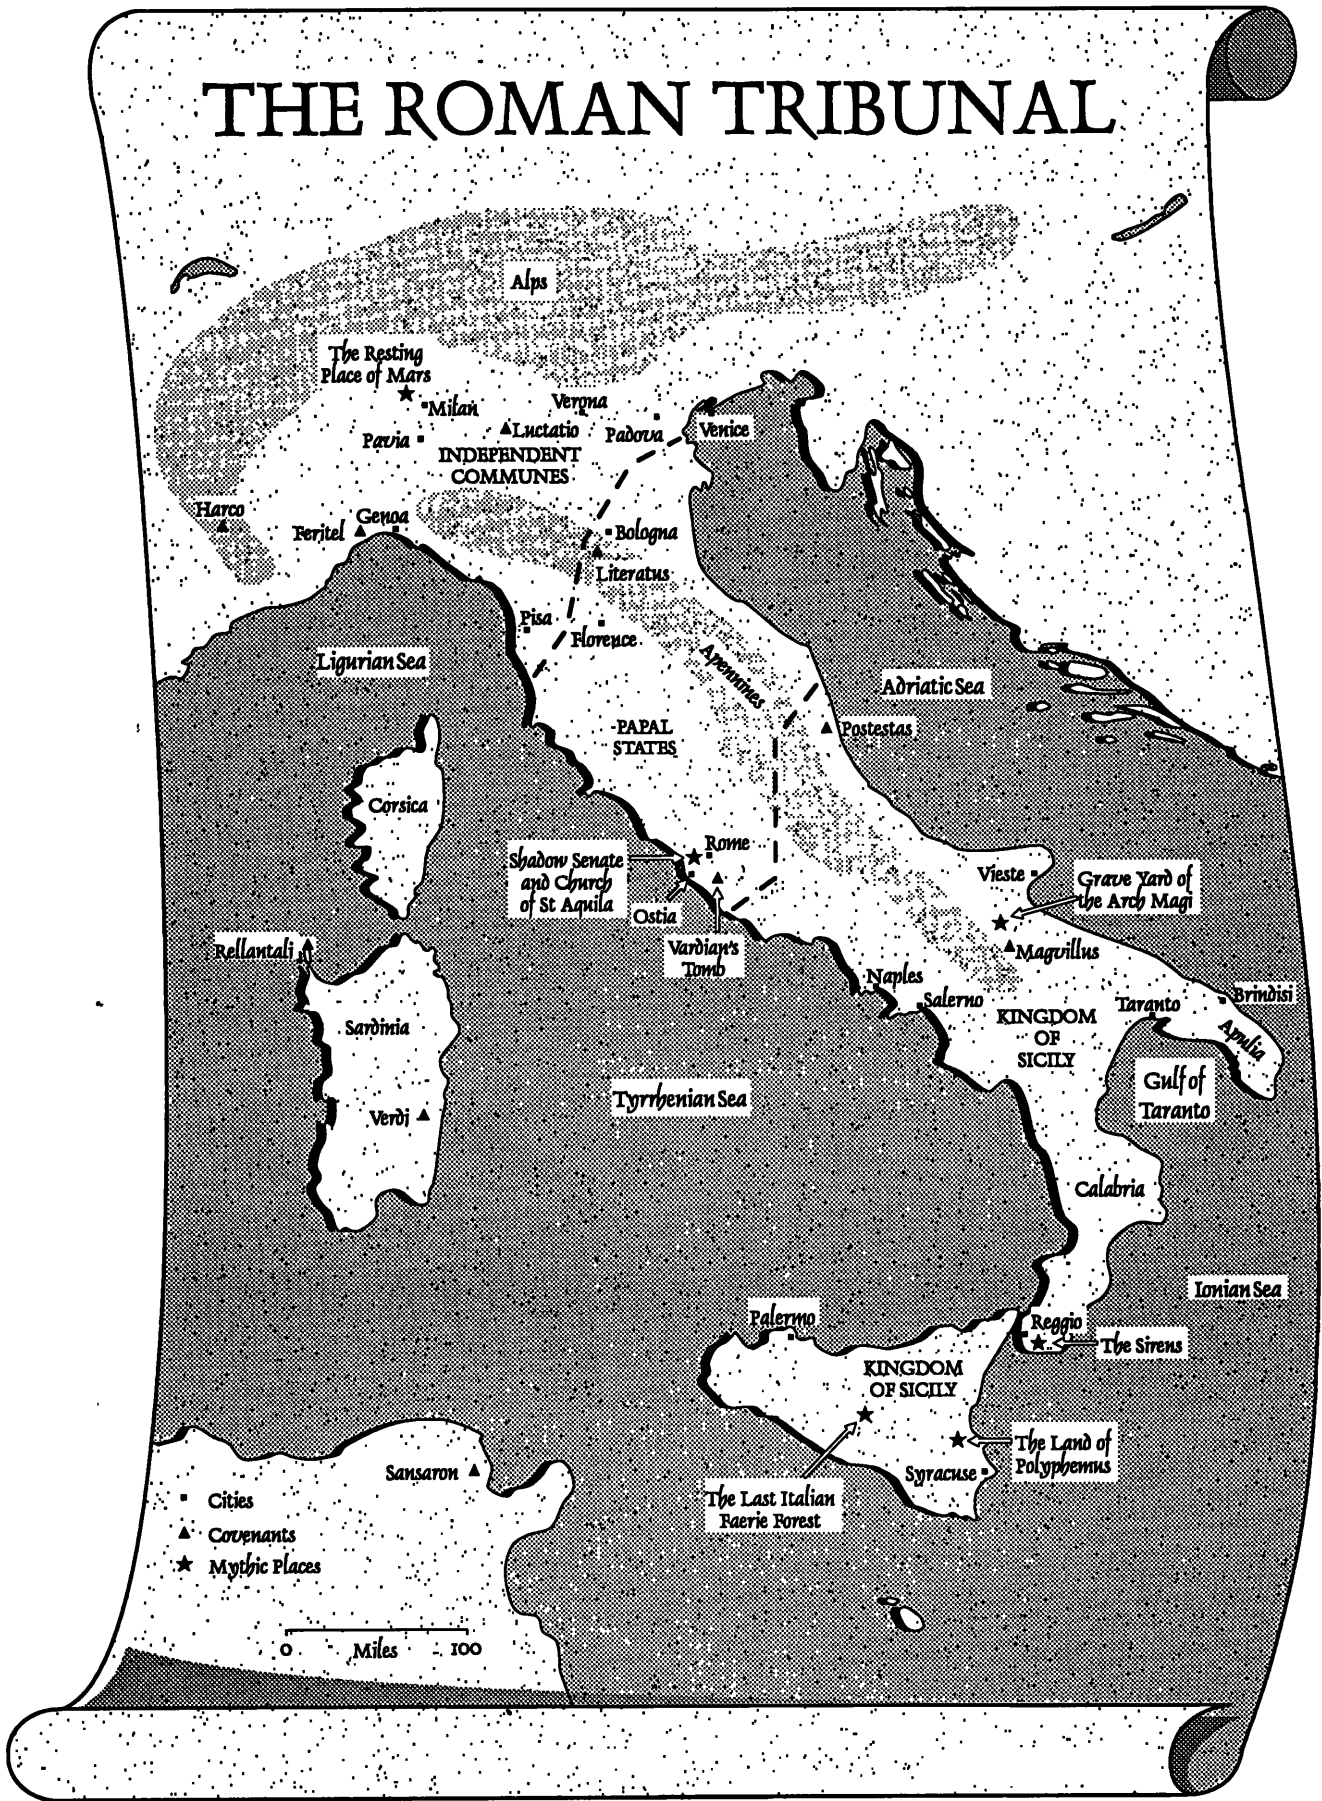 THE ROMAN TRIBUNAL
Alps
The Resting
Place of Mars
Milan
Verona
Pavia
Luctatio
Padova
Venice
INDEPENDENT
COMMUNES
Harco
Feritel
Genoa
Bologna
Literatus
Pisa
Florence
Ligurian Sea
Apennines
Adriatic Sea
PAPAL
STATES
Postestas
Corsica
Rome
Shadow Senate
and Church
of St Aquila
Ostia
Vardian's
Tomb
Vieste
Grave Yard of
the Arch Magi
Magvillus
Rellantali
Naples
Salerno
Taranto
Brindisi
Apulia
Sardinia
KINGDOM
OF
SICILY
Gulf of
Taranto
Tyrrhenian Sea
Verdi
Calabria
Ionian Sea
Palermo
Reggio
The Sirens
KINGDOM
OF SICILY
The Land of
Polyphemus
Syracuse
The Last Italian
Faerie Forest
Sansaron
Cities
Covenants
Mythic Places
0 Miles 100